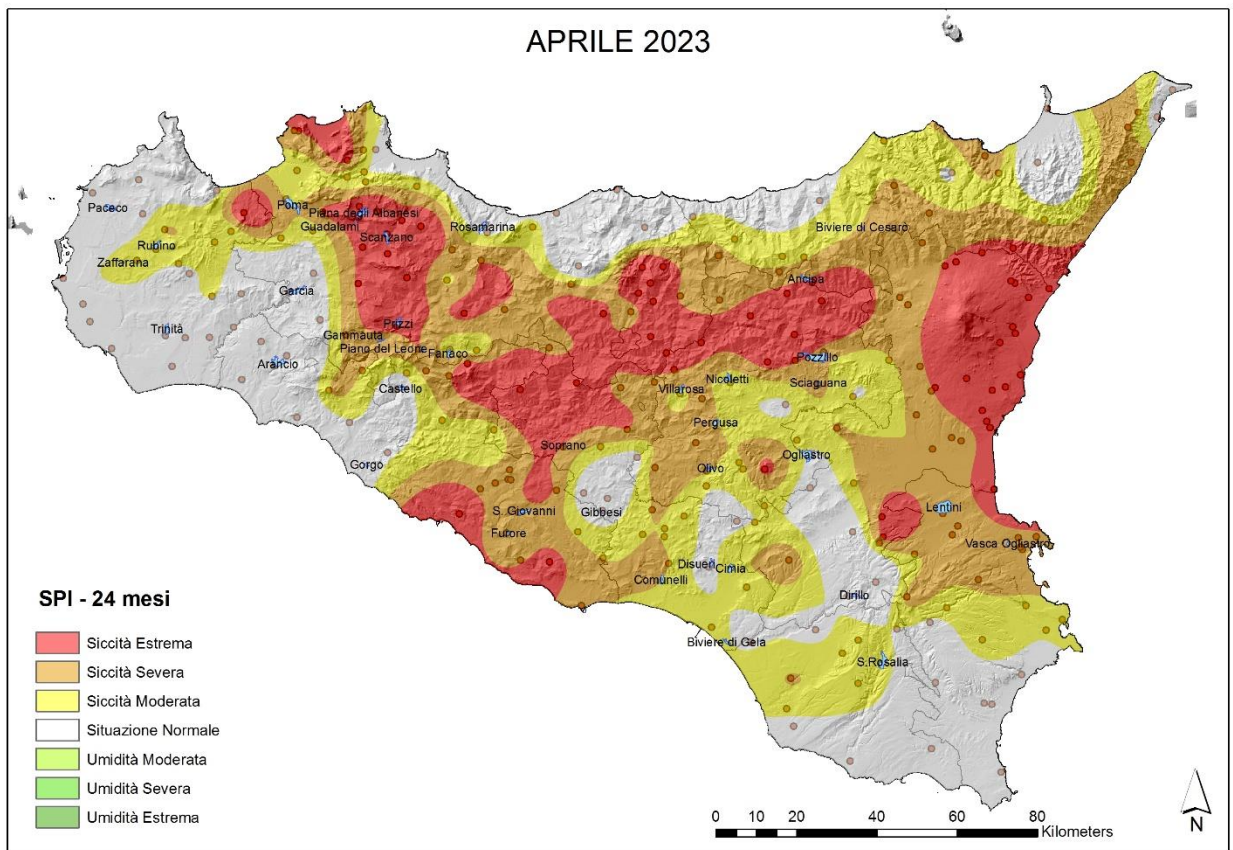 APRILE 2023
Paceco
Poma
Piana degli Albanesi
Guadalami
Rosamarina
Scanzano
Rubino
Zaffarana
Biviere di Cesarò
Ancipa
Garcia
Trinità
Prizzi
Gammauta
Piano del Leone
Fanaco
Arancio
Castello
Pozzillo
Nicoletti
Sciaguana
Villarosa
Pergusa
Soprano
Ogliastro
Gorgo
Olivo
S. Giovanni
Gibbesi
Lentini
Furore
Vasca Ogliastro
Disueri
Cimia
Comunelli
Dirillo
Biviere di Gela
S.Rosalia
SPI - 24 mesi
Siccità Estrema
Siccità Severa
Siccità Moderata
Situazione Normale
Umidità Moderata
Umidità Severa
Umidità Estrema
0 10 20 40 60 80
Kilometers
N